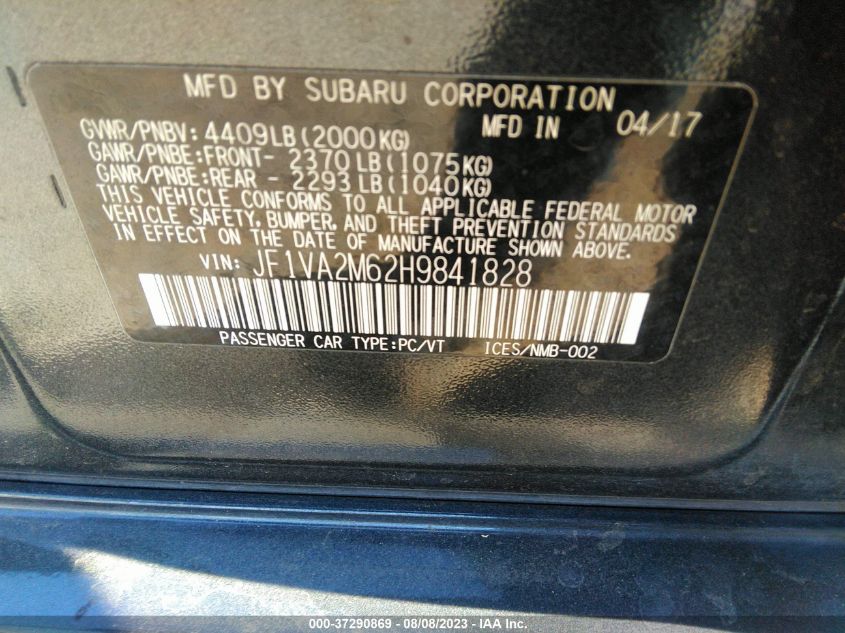 MFD BY SUBARU CORPORATION
GVWR/PNBV: 4409LB(2000KG) MFD IN 04/17
GAWR/PNBE:FRONT- 2370LB(1075KG)
GAWR/PNBE:REAR - 2293LB(1040KG)
THIS VEHICLE CONFORMS TO ALL APPLICABLE FEDERAL MOTOR
VEHICLE SAFETY, BUMPER, AND THEFT PREVENTION STANDARDS
IN EFFECT ON THE DATE OF MANUFACTURE SHOWN ABOVE.
VIN: JF1VA2M62H9841828
PASSENGER CAR TYPE:PC/VT ICES/NMB-002
000-37290869 - 08/08/2023 - IAA Inc.